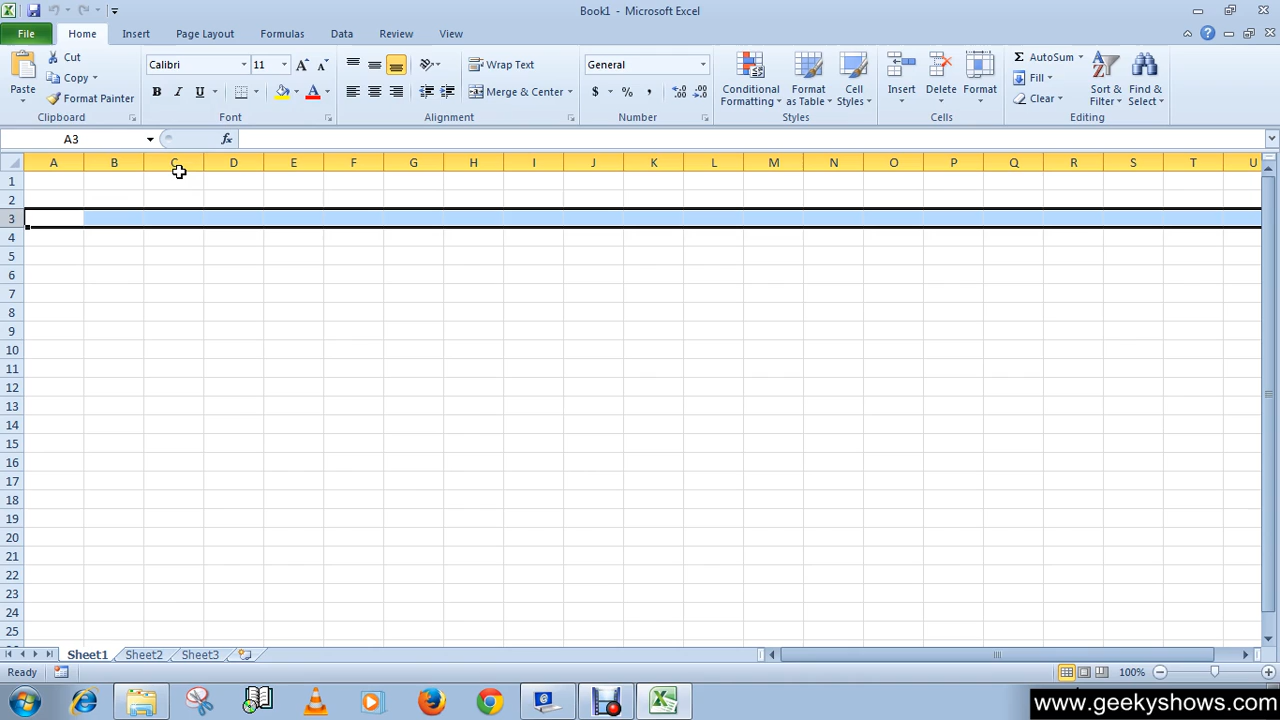 Book1 - Microsoft Excel
File Home Insert Page Layout Formulas Data Review View
Paste Cut Copy Format Painter
Calibri 11 B I U A
Wrap Text Merge & Center
General $ % ,
Conditional Formatting Format as Table Cell Styles
Insert Delete Format
AutoSum Fill Clear Sort & Filter Find & Select
Clipboard Font Alignment Number Styles Cells Editing
A3 fx
A B C D E F G H I J K L M N O P Q R S T U
1
2
3
4
5
6
7
8
9
10
11
12
13
14
15
16
17
18
19
20
21
22
23
24
25
Sheet1 Sheet2 Sheet3
Ready 100%
www.geekyshows.com